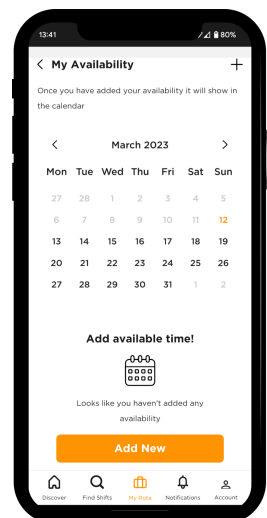 13:41
80%
My Availability
Once you have added your availability it will show in
the calendar
March 2023
Mon Tue Wed Thu Fri Sat Sun
27 28 1 2 3 4 5
6 7 8 9 10 11 12
13 14 15 16 17 18 19
20 21 22 23 24 25 26
27 28 29 30 31 1 2
Add available time!
Looks like you haven't added any
availability
Add New
Discover Find Shifts My Rota Notifications Account